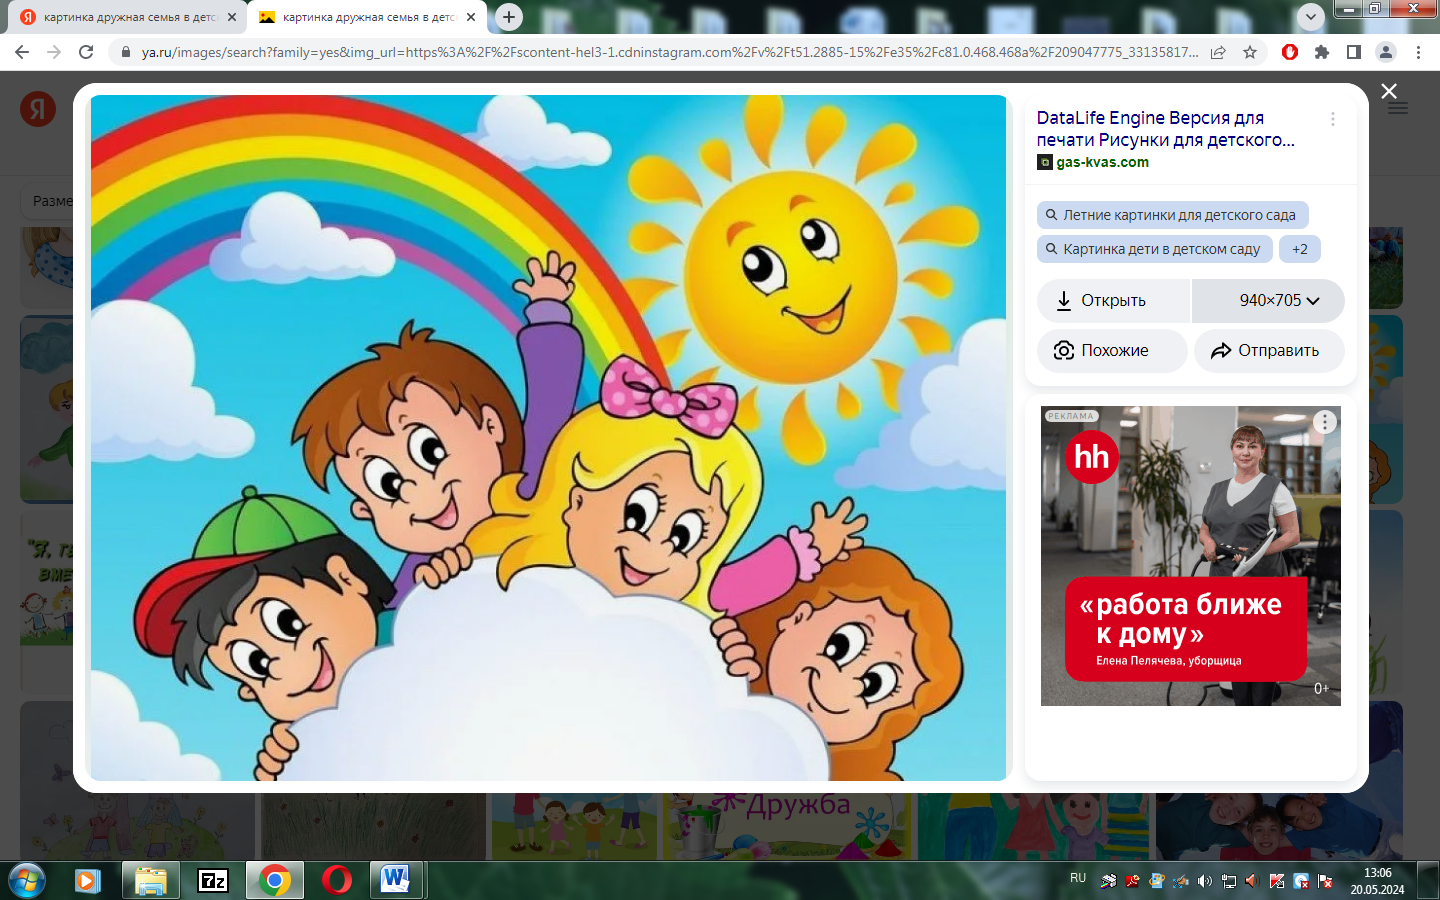 картинка дружная семья в детс
картинка дружная семья в детс
ya.ru/images/search?family=yes&img_url=https%3A%2F%2Fscontent-hel3-1.cdninstagram.com%2Fv%2Ft51.2885-15%2Fe35%2Fc81.0.468.468a%2F209047775_33135817...
Я
Разме
DataLife Engine Версия для
печати Рисунки для детского...
gas-kvas.com
Летние картинки для детского сада
Картинка дети в детском саду
+2
Открыть
940×705
Похожие
Отправить
РЕКЛАМА
hh
«работа ближе
к дому»
Елена Пелячева, уборщица
0+
Дружба
RU
13:06
20.05.2024